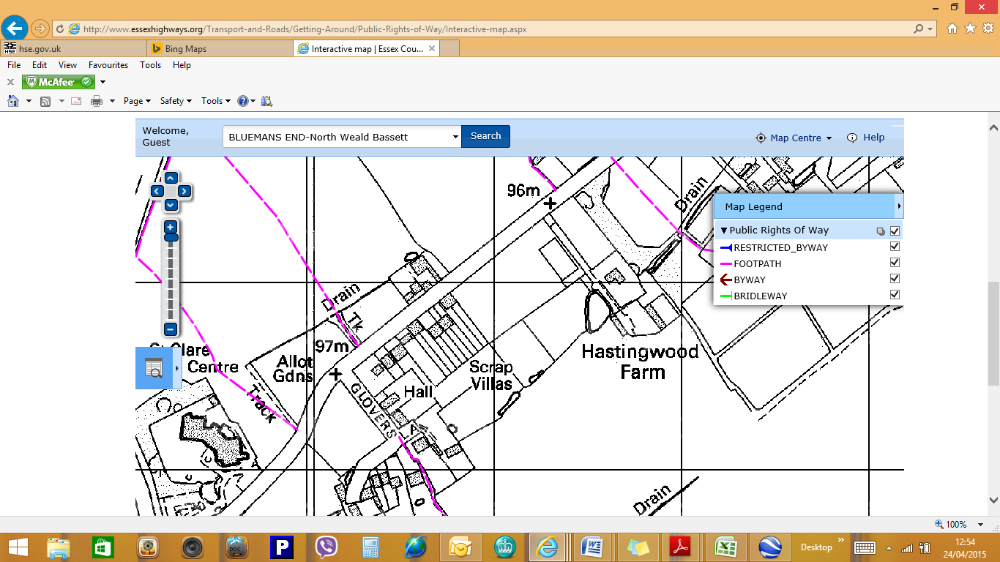 http://www.essexhighways.org/Transport-and-Roads/Getting-Around/Public-Rights-of-Way/Interactive-map.aspx
hse.gov.uk
Bing Maps
Interactive map | Essex Cou...
File Edit View Favourites Tools Help
McAfee
Page Safety Tools
Welcome, Guest
BLUEMANS END-North Weald Bassett
Search
Map Centre
Help
96m
Drain
Map Legend
Public Rights Of Way
RESTRICTED_BYWAY
FOOTPATH
BYWAY
BRIDLEWAY
Drain
Tk
97m
Clare
Centre
Allot
Gdns
Track
GLOVERS
Hall
Scrap
Villas
Hastingwood
Farm
Drain
100%
DOC
P
Desktop
12:54
24/04/2015